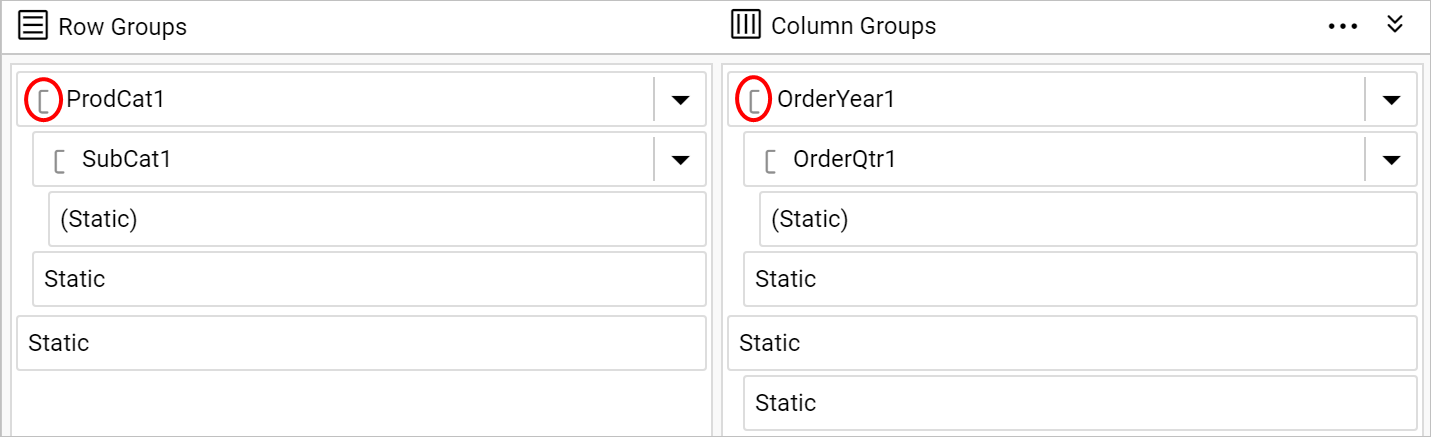 Row Groups
ProdCat1
SubCat1
(Static)
Static
Static
Column Groups
OrderYear1
OrderQtr1
(Static)
Static
Static
Static